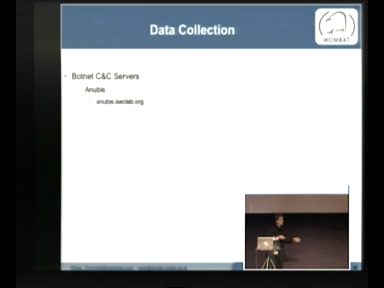 Data Collection
WOMBAT
Botnet C&C Servers
Anubis
anubis.iseclab.org